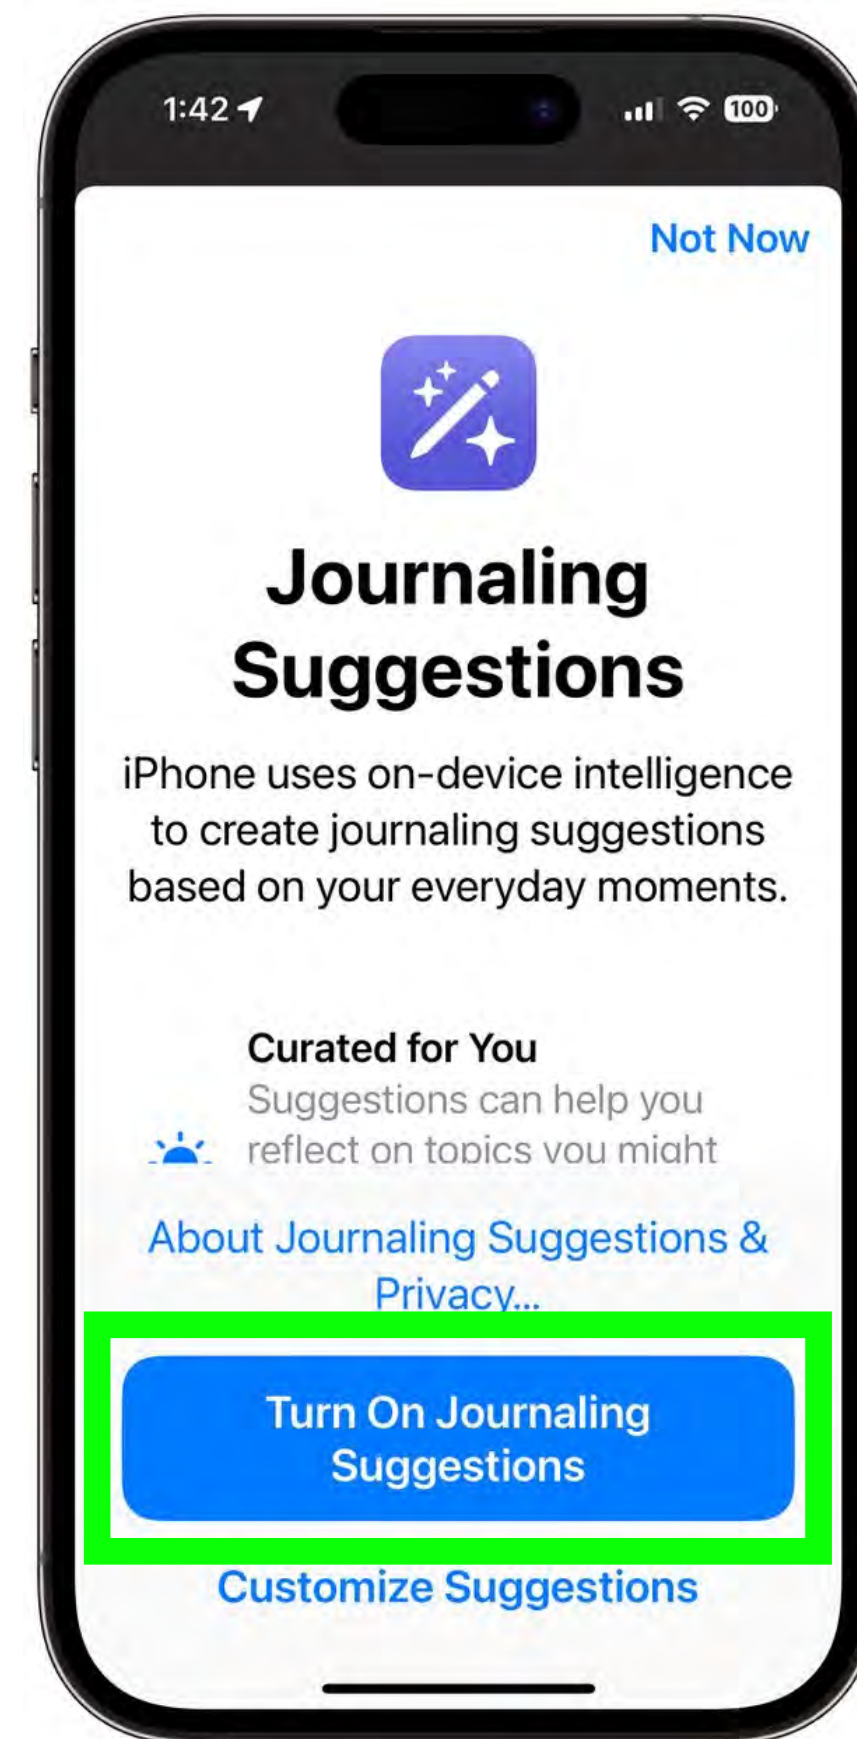 1:42
100
Not Now
Journaling
Suggestions
iPhone uses on-device intelligence
to create journaling suggestions
based on your everyday moments.
Curated for You
Suggestions can help you
reflect on topics you might
About Journaling Suggestions &
Privacy...
Turn On Journaling
Suggestions
Customize Suggestions